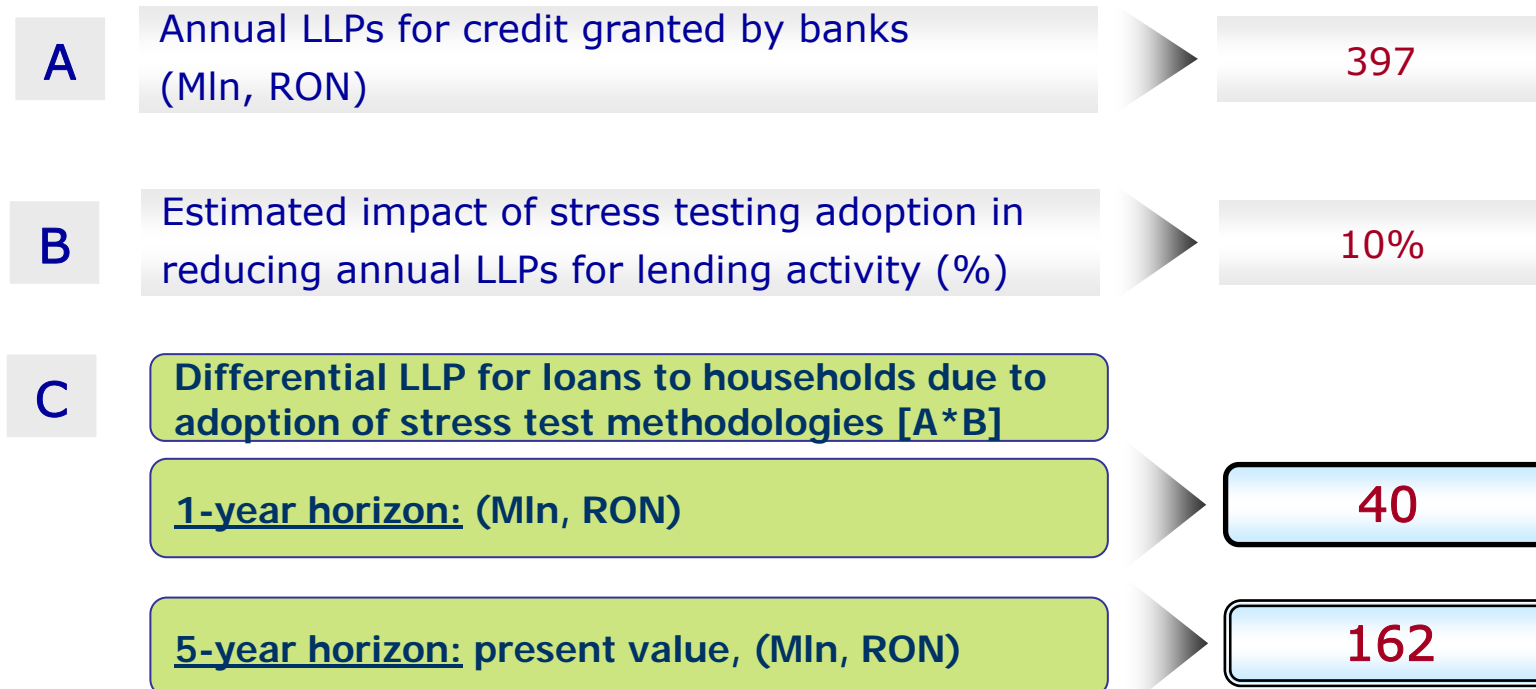 A
Annual LLPs for credit granted by banks
(Mln, RON)
397
B
Estimated impact of stress testing adoption in
reducing annual LLPs for lending activity (%)
10%
C
Differential LLP for loans to households due to
adoption of stress test methodologies [A*B]
1-year horizon: (Mln, RON)
40
5-year horizon: present value, (Mln, RON)
162